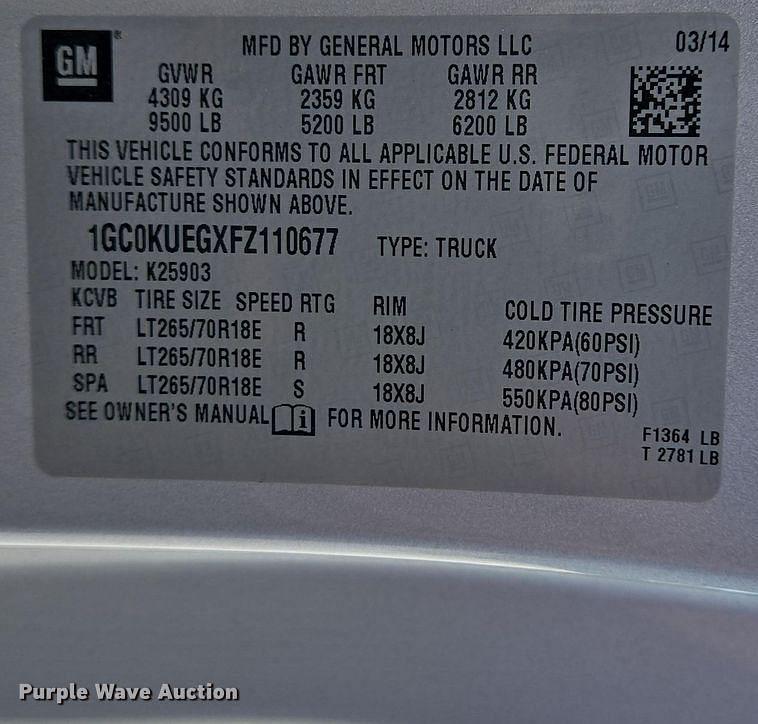 GM®
MFD BY GENERAL MOTORS LLC 03/14
GVWR GAWR FRT GAWR RR
4309 KG 2359 KG 2812 KG
9500 LB 5200 LB 6200 LB
THIS VEHICLE CONFORMS TO ALL APPLICABLE U.S. FEDERAL MOTOR
VEHICLE SAFETY STANDARDS IN EFFECT ON THE DATE OF
MANUFACTURE SHOWN ABOVE.
1GC0KUEGXFZ110677 TYPE: TRUCK
MODEL: K25903
KCVB TIRE SIZE SPEED RTG RIM COLD TIRE PRESSURE
FRT LT265/70R18E R 18X8J 420KPA(60PSI)
RR LT265/70R18E R 18X8J 480KPA(70PSI)
SPA LT265/70R18E S 18X8J 550KPA(80PSI)
SEE OWNER'S MANUAL i FOR MORE INFORMATION.
F1364 LB
T 2781 LB
Purple Wave Auction